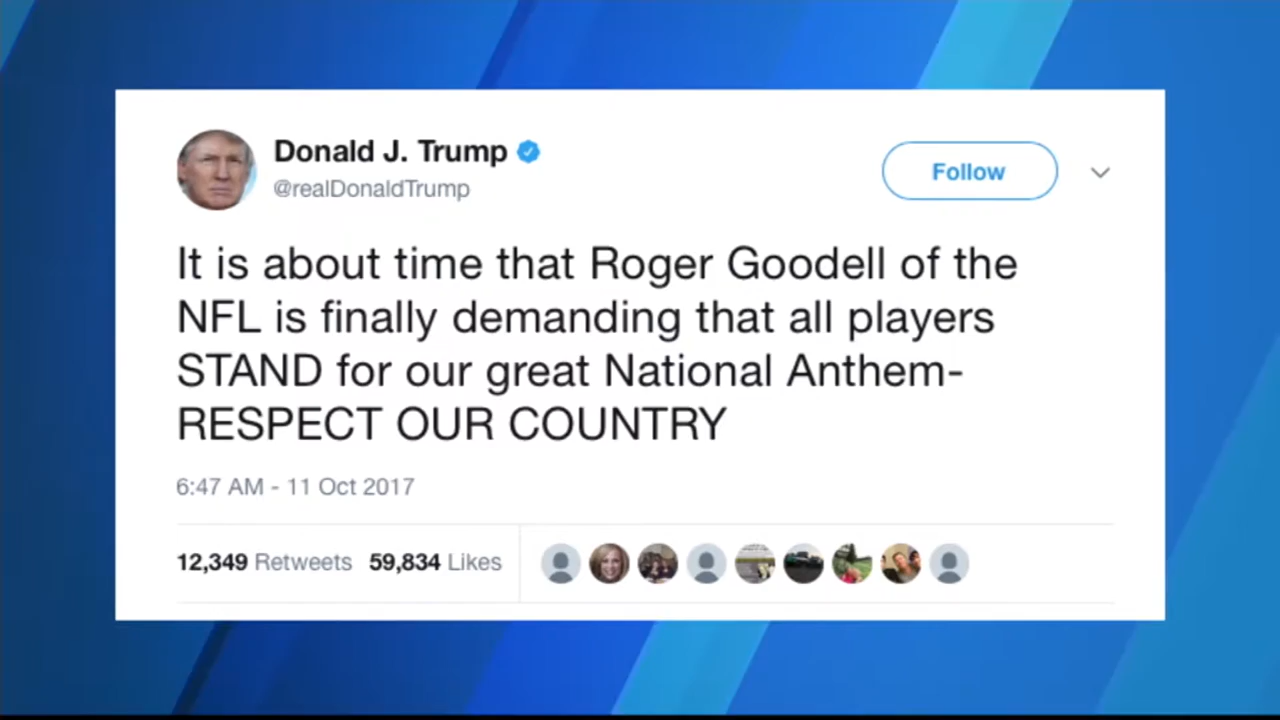 Donald J. Trump
@realDonaldTrump
Follow
It is about time that Roger Goodell of the
NFL is finally demanding that all players
STAND for our great National Anthem-
RESPECT OUR COUNTRY
6:47 AM - 11 Oct 2017
12,349 Retweets 59,834 Likes